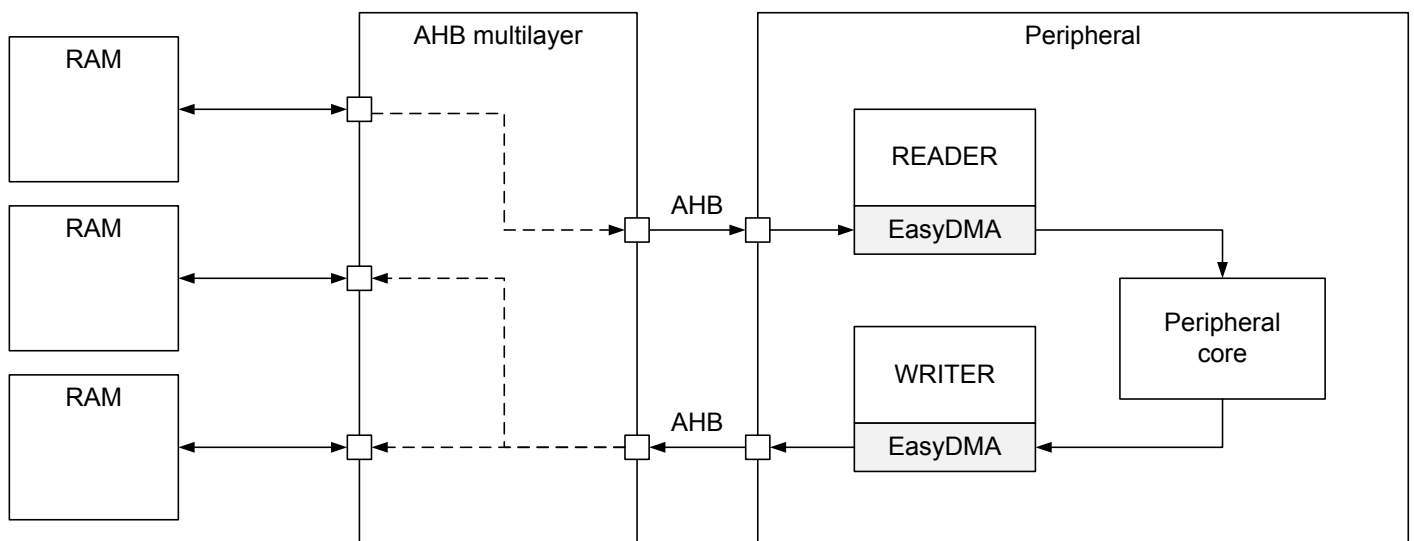 RAM
AHB multilayer
Peripheral
READER
AHB
EasyDMA
RAM
Peripheral
core
WRITER
RAM
AHB
EasyDMA